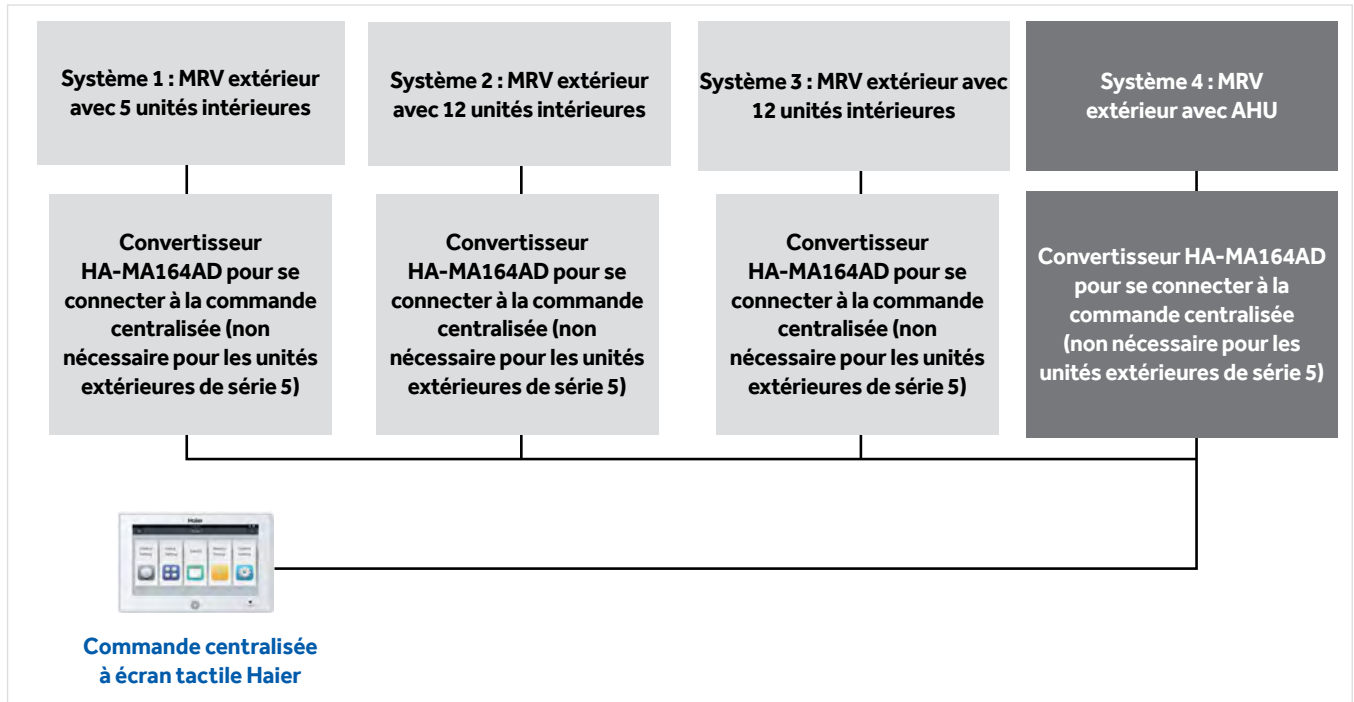 Système 1 : MRV extérieur
avec 5 unités intérieures
Système 2 : MRV extérieur
avec 12 unités intérieures
Système 3 : MRV extérieur avec
12 unités intérieures
Système 4 : MRV
extérieur avec AHU
Convertisseur
HA-MA164AD pour se
connecter à la commande
centralisée (non
nécessaire pour les unités
extérieures de série 5)
Convertisseur
HA-MA164AD pour se
connecter à la commande
centralisée (non
nécessaire pour les unités
extérieures de série 5)
Convertisseur
HA-MA164AD pour se
connecter à la commande
centralisée (non
nécessaire pour les unités
extérieures de série 5)
Convertisseur HA-MA164AD
pour se connecter à la
commande centralisée
(non nécessaire pour les
unités extérieures de série 5)
Haier
Commande centralisée
à écran tactile Haier